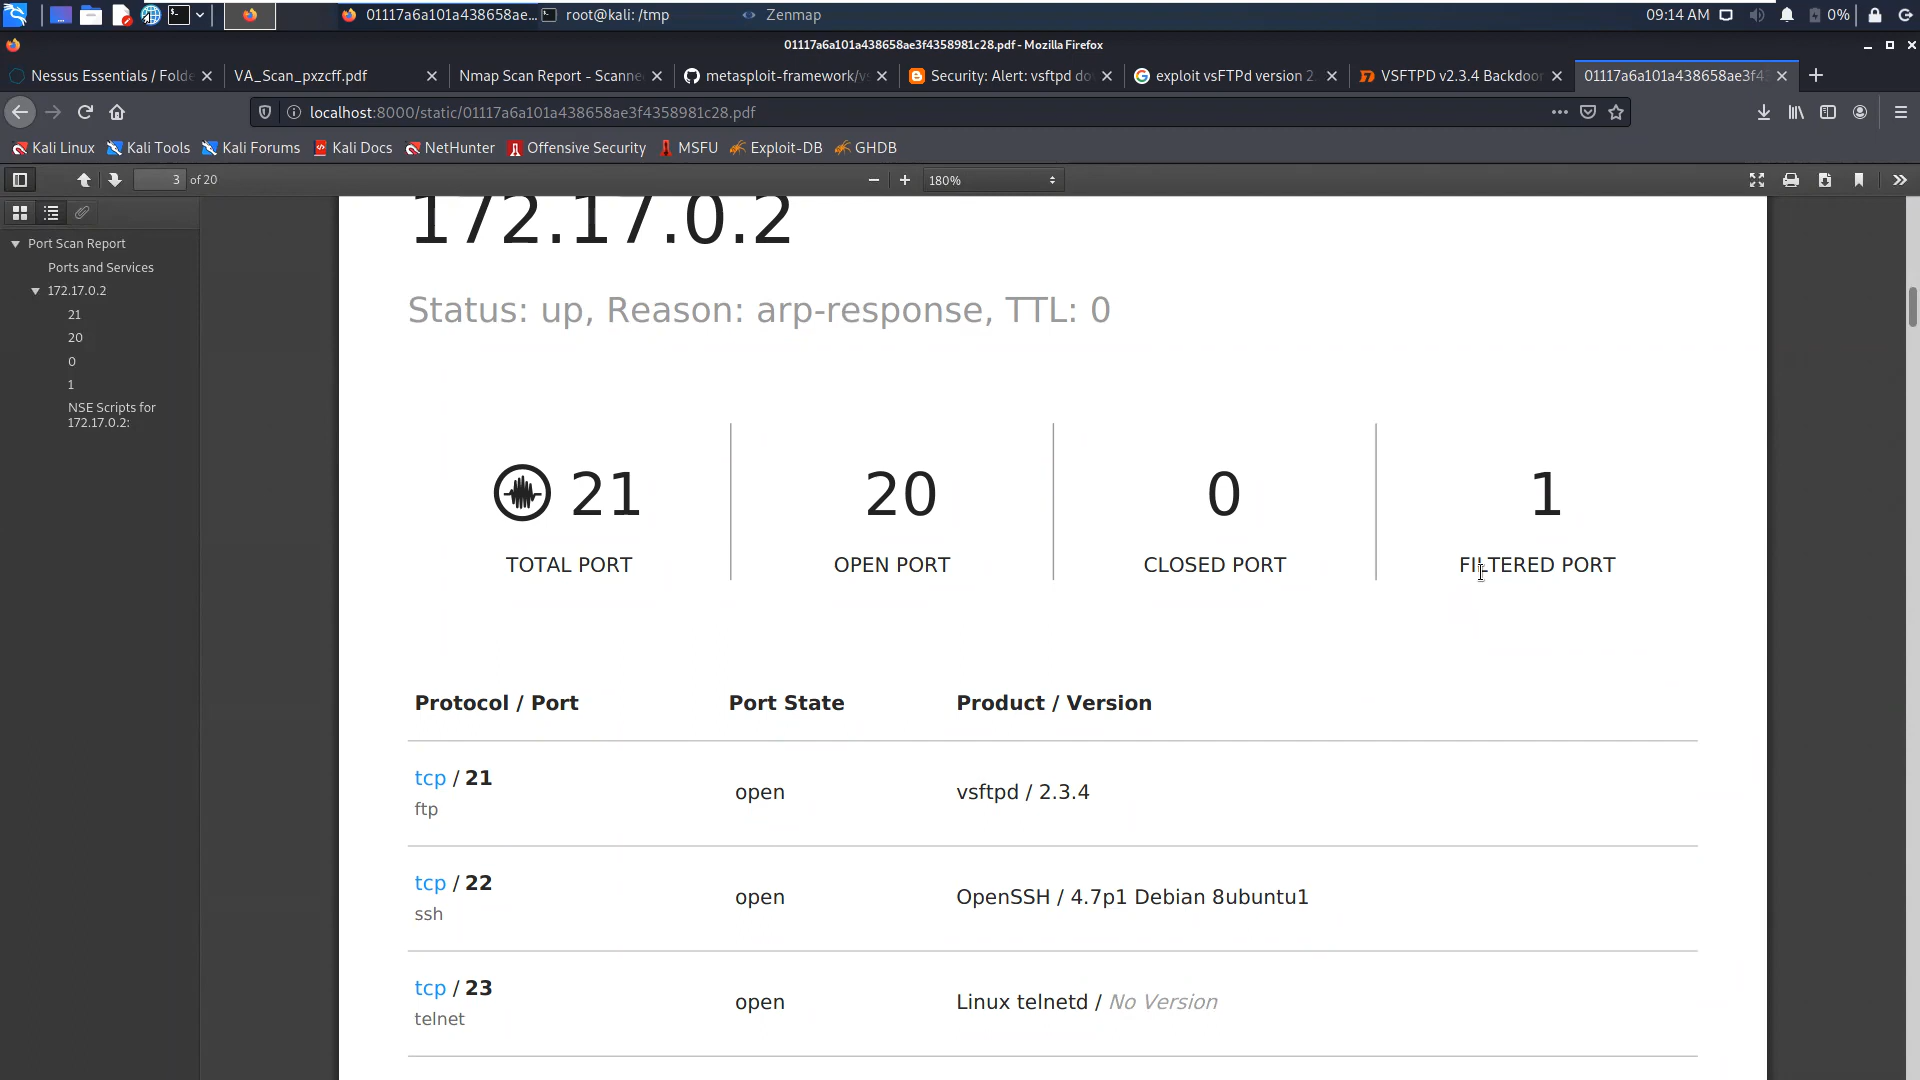 01117a6a101a438658ae...
root@kali: /tmp
Zenmap
09:14 AM
0%
01117a6a101a438658ae3f4358981c28.pdf - Mozilla Firefox
Nessus Essentials / Folde
VA_Scan_pxzcff.pdf
Nmap Scan Report - Scanne
metasploit-framework/v
Security: Alert: vsftpd do
exploit vsFTPd version 2.
VSFTPD v2.3.4 Backdoor
01117a6a101a438658ae3f4
localhost:8000/static/01117a6a101a438658ae3f4358981c28.pdf
Kali Linux
Kali Tools
Kali Forums
Kali Docs
NetHunter
Offensive Security
MSFU
Exploit-DB
GHDB
3 of 20
180%
Port Scan Report
Ports and Services
172.17.0.2
21
20
0
1
NSE Scripts for
172.17.0.2:
172.17.0.2
Status: up, Reason: arp-response, TTL: 0
21 20 0 1
TOTAL PORT OPEN PORT CLOSED PORT FILTERED PORT
Protocol / Port Port State Product / Version
tcp / 21
ftp
open
vsftpd / 2.3.4
tcp / 22
ssh
open
OpenSSH / 4.7p1 Debian 8ubuntu1
tcp / 23
telnet
open
Linux telnetd / No Version